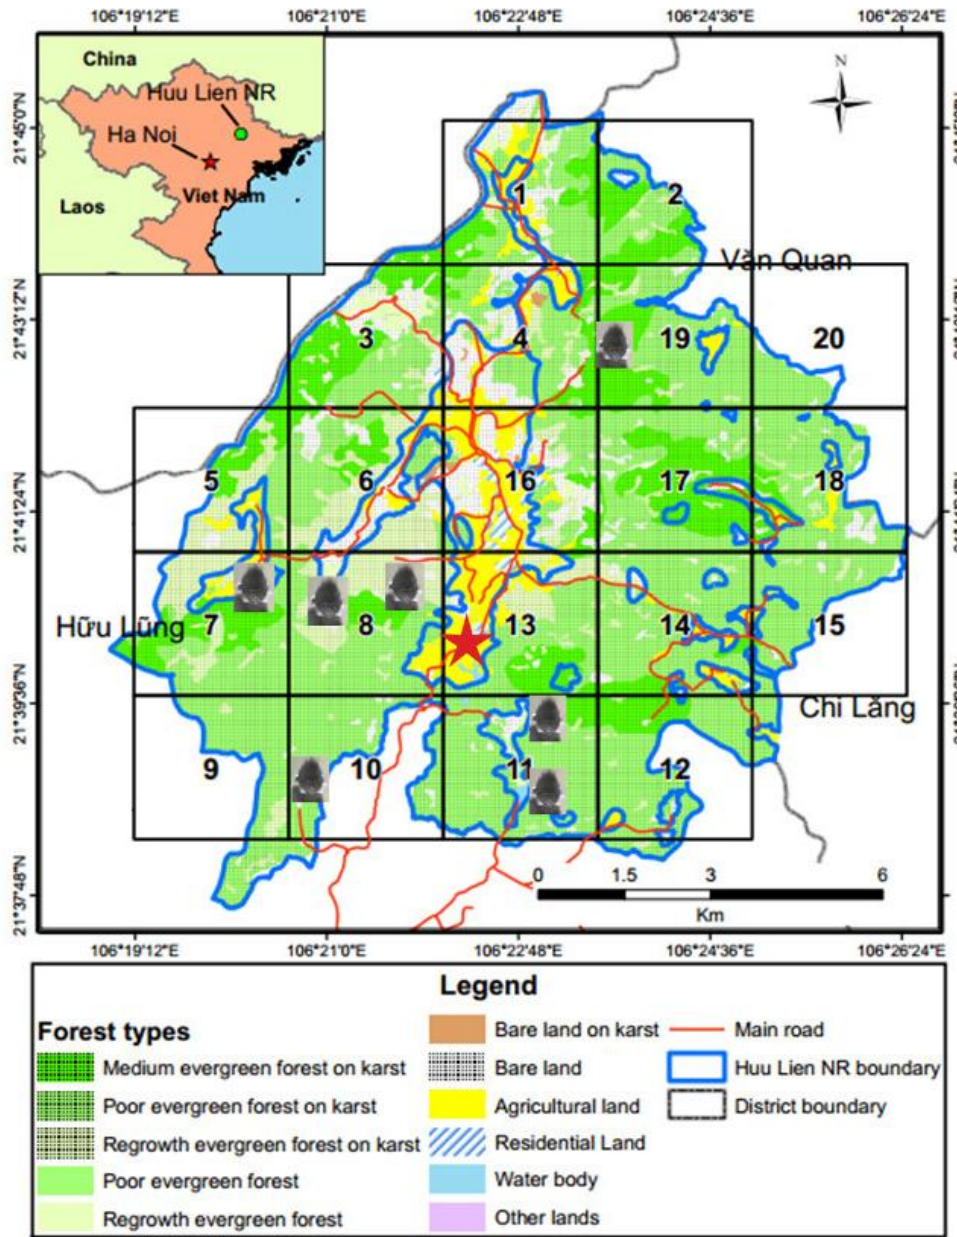 106°19'12"E 106°21'0"E 106°22'48"E 106°24'36"E 106°26'24"E
China
Huu Lien NR
Ha Noi
Viet Nam
Laos
N
21°45'0"N
1 2
Văn Quan
21°43'12"N
3 4 19 20
21°41'24"N
5 6 16 17 18
Hữu Lũng
7 8 13 14 15
21°39'36"N
Chi Lăng
9 10 11 12
21°37'48"N
0 1.5 3 6
Km
106°19'12"E 106°21'0"E 106°22'48"E 106°24'36"E 106°26'24"E
Legend
Forest types
Medium evergreen forest on karst
Poor evergreen forest on karst
Regrowth evergreen forest on karst
Poor evergreen forest
Regrowth evergreen forest
Bare land on karst
Bare land
Agricultural land
Residential Land
Water body
Other lands
Main road
Huu Lien NR boundary
District boundary